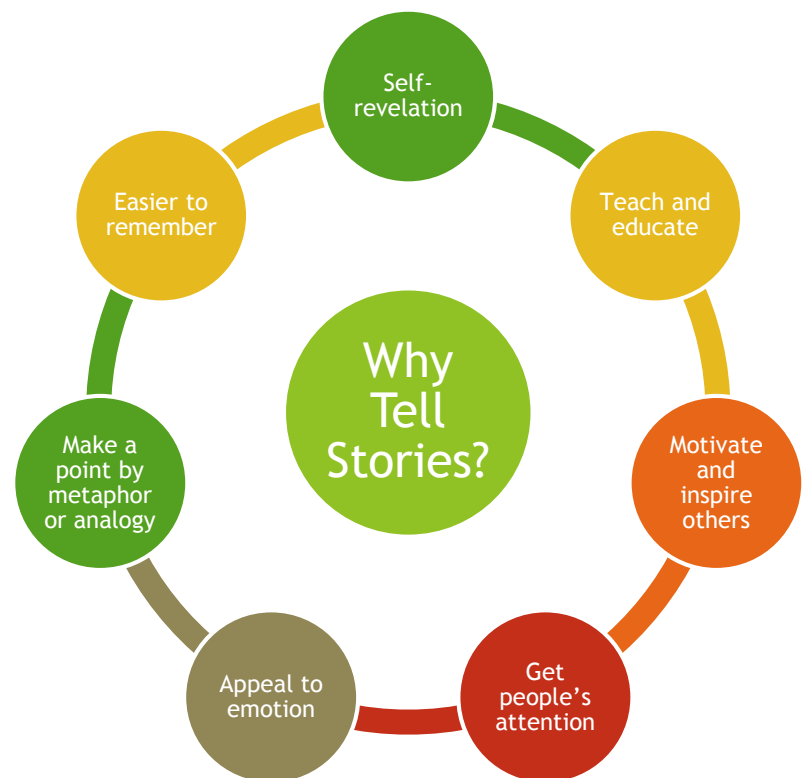 Self-
revelation
Teach and
educate
Motivate
and
inspire
others
Get
people’s
attention
Appeal to
emotion
Make a
point by
metaphor
or analogy
Easier to
remember
Why
Tell
Stories?